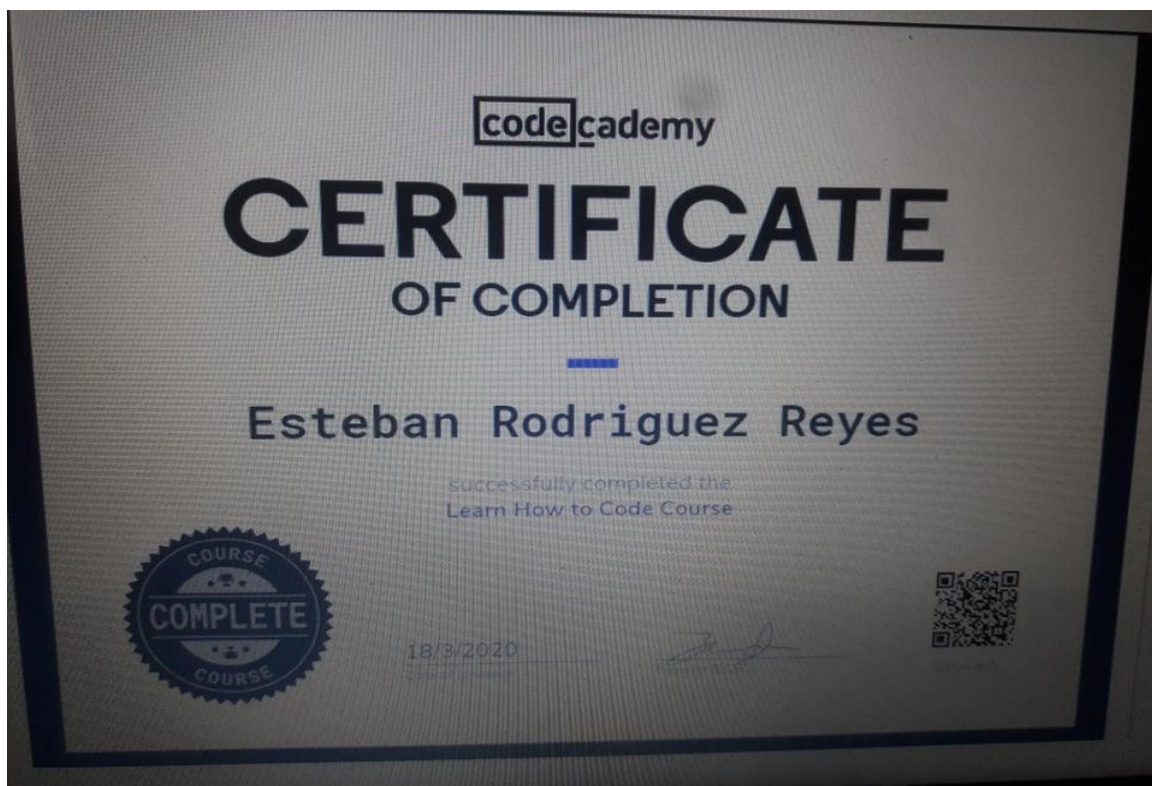 codecademy
CERTIFICATE
OF COMPLETION
Esteban Rodriguez Reyes
successfully completed the
Learn How to Code Course
COURSE
COMPLETE
COURSE
18/3/2020